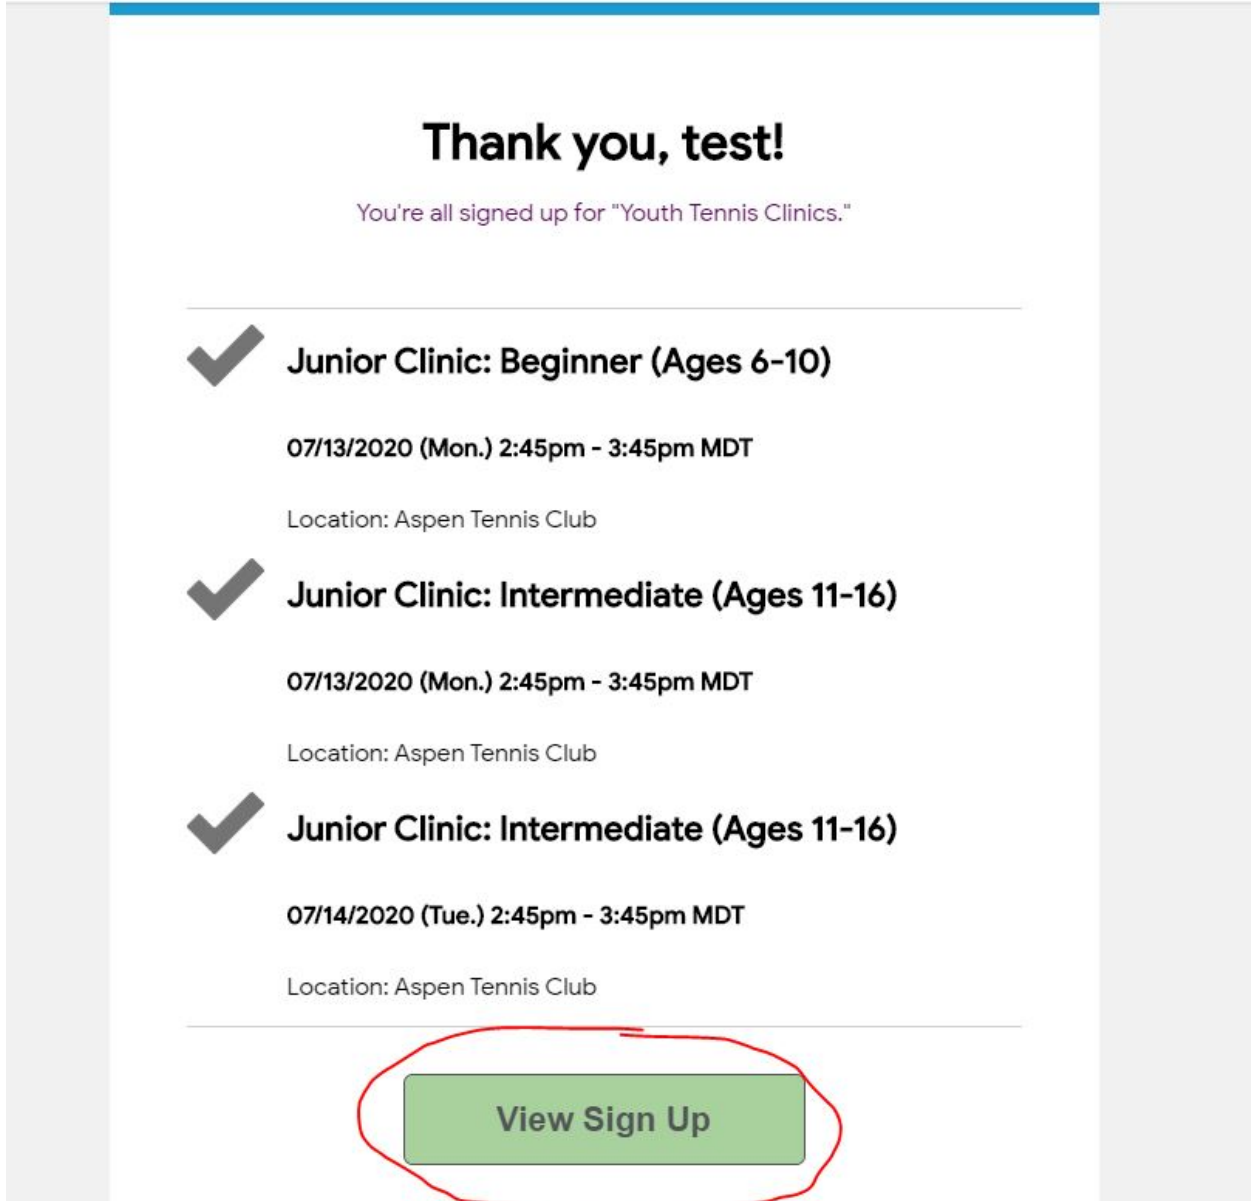 Thank you, test!
You're all signed up for "Youth Tennis Clinics."
Junior Clinic: Beginner (Ages 6-10)
07/13/2020 (Mon.) 2:45pm - 3:45pm MDT
Location: Aspen Tennis Club
Junior Clinic: Intermediate (Ages 11-16)
07/13/2020 (Mon.) 2:45pm - 3:45pm MDT
Location: Aspen Tennis Club
Junior Clinic: Intermediate (Ages 11-16)
07/14/2020 (Tue.) 2:45pm - 3:45pm MDT
Location: Aspen Tennis Club
View Sign Up